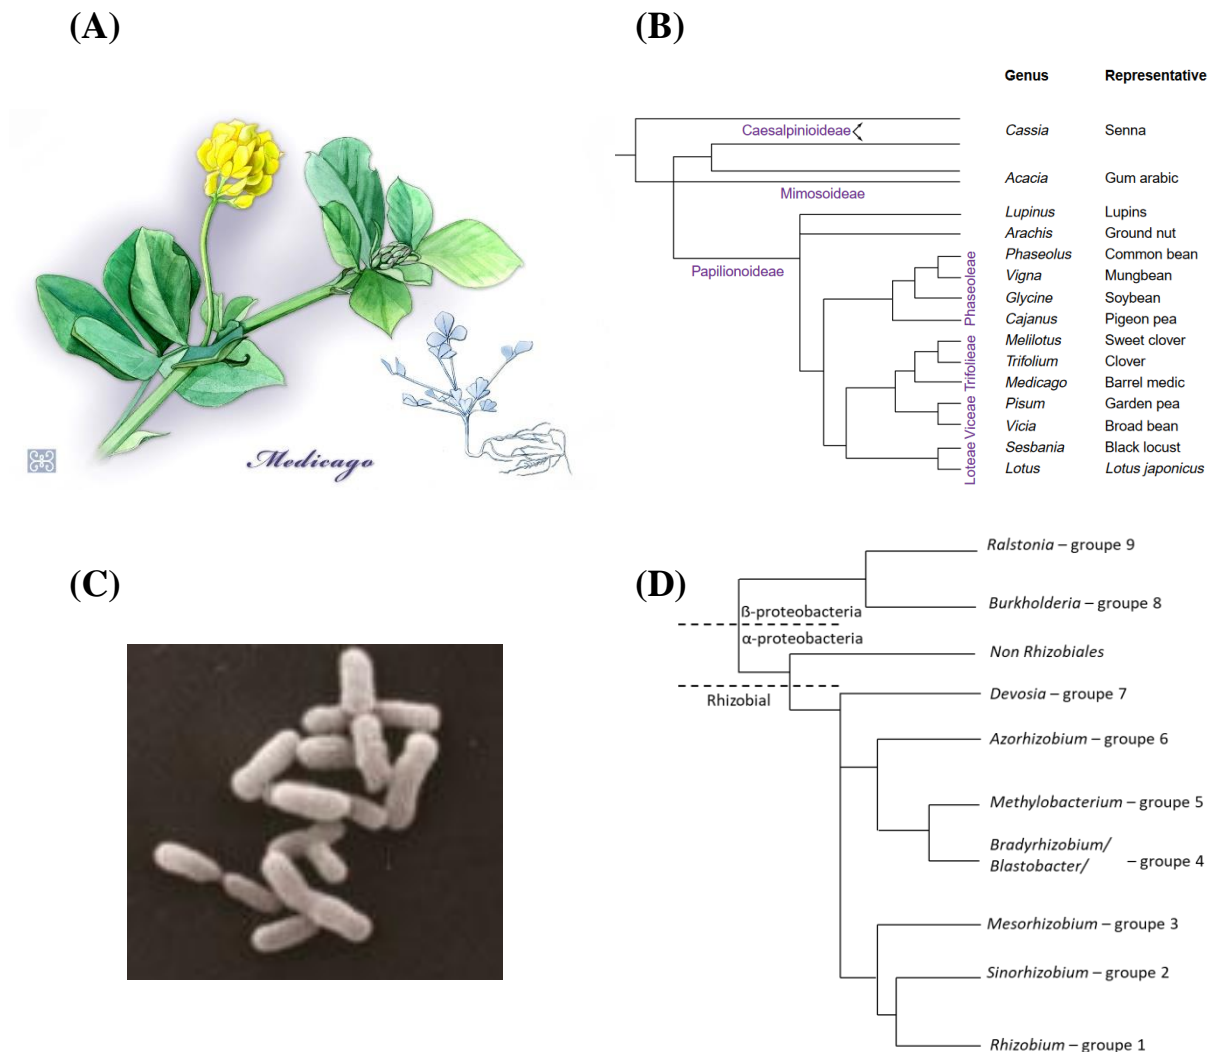 (A)
Medicago
(B)
Genus Representative
Caesalpinioideae
Cassia Senna
Mimosoideae
Acacia Gum arabic
Papilionoideae
Lupinus Lupins
Arachis Ground nut
Phaseoleae
Phaseolus Common bean
Vigna Mungbean
Glycine Soybean
Cajanus Pigeon pea
Trifolieae
Melilotus Sweet clover
Trifolium Clover
Medicago Barrel medic
Viceae
Pisum Garden pea
Vicia Broad bean
Loteae
Sesbania Black locust
Lotus Lotus japonicus
(C)
(D)
Ralstonia – groupe 9
Burkholderia – groupe 8
ß-proteobacteria
α-proteobacteria
Non Rhizobiales
Rhizobial
Devosia – groupe 7
Azorhizobium – groupe 6
Methylobacterium – groupe 5
Bradyrhizobium/
Blastobacter/ – groupe 4
Mesorhizobium – groupe 3
Sinorhizobium – groupe 2
Rhizobium – groupe 1